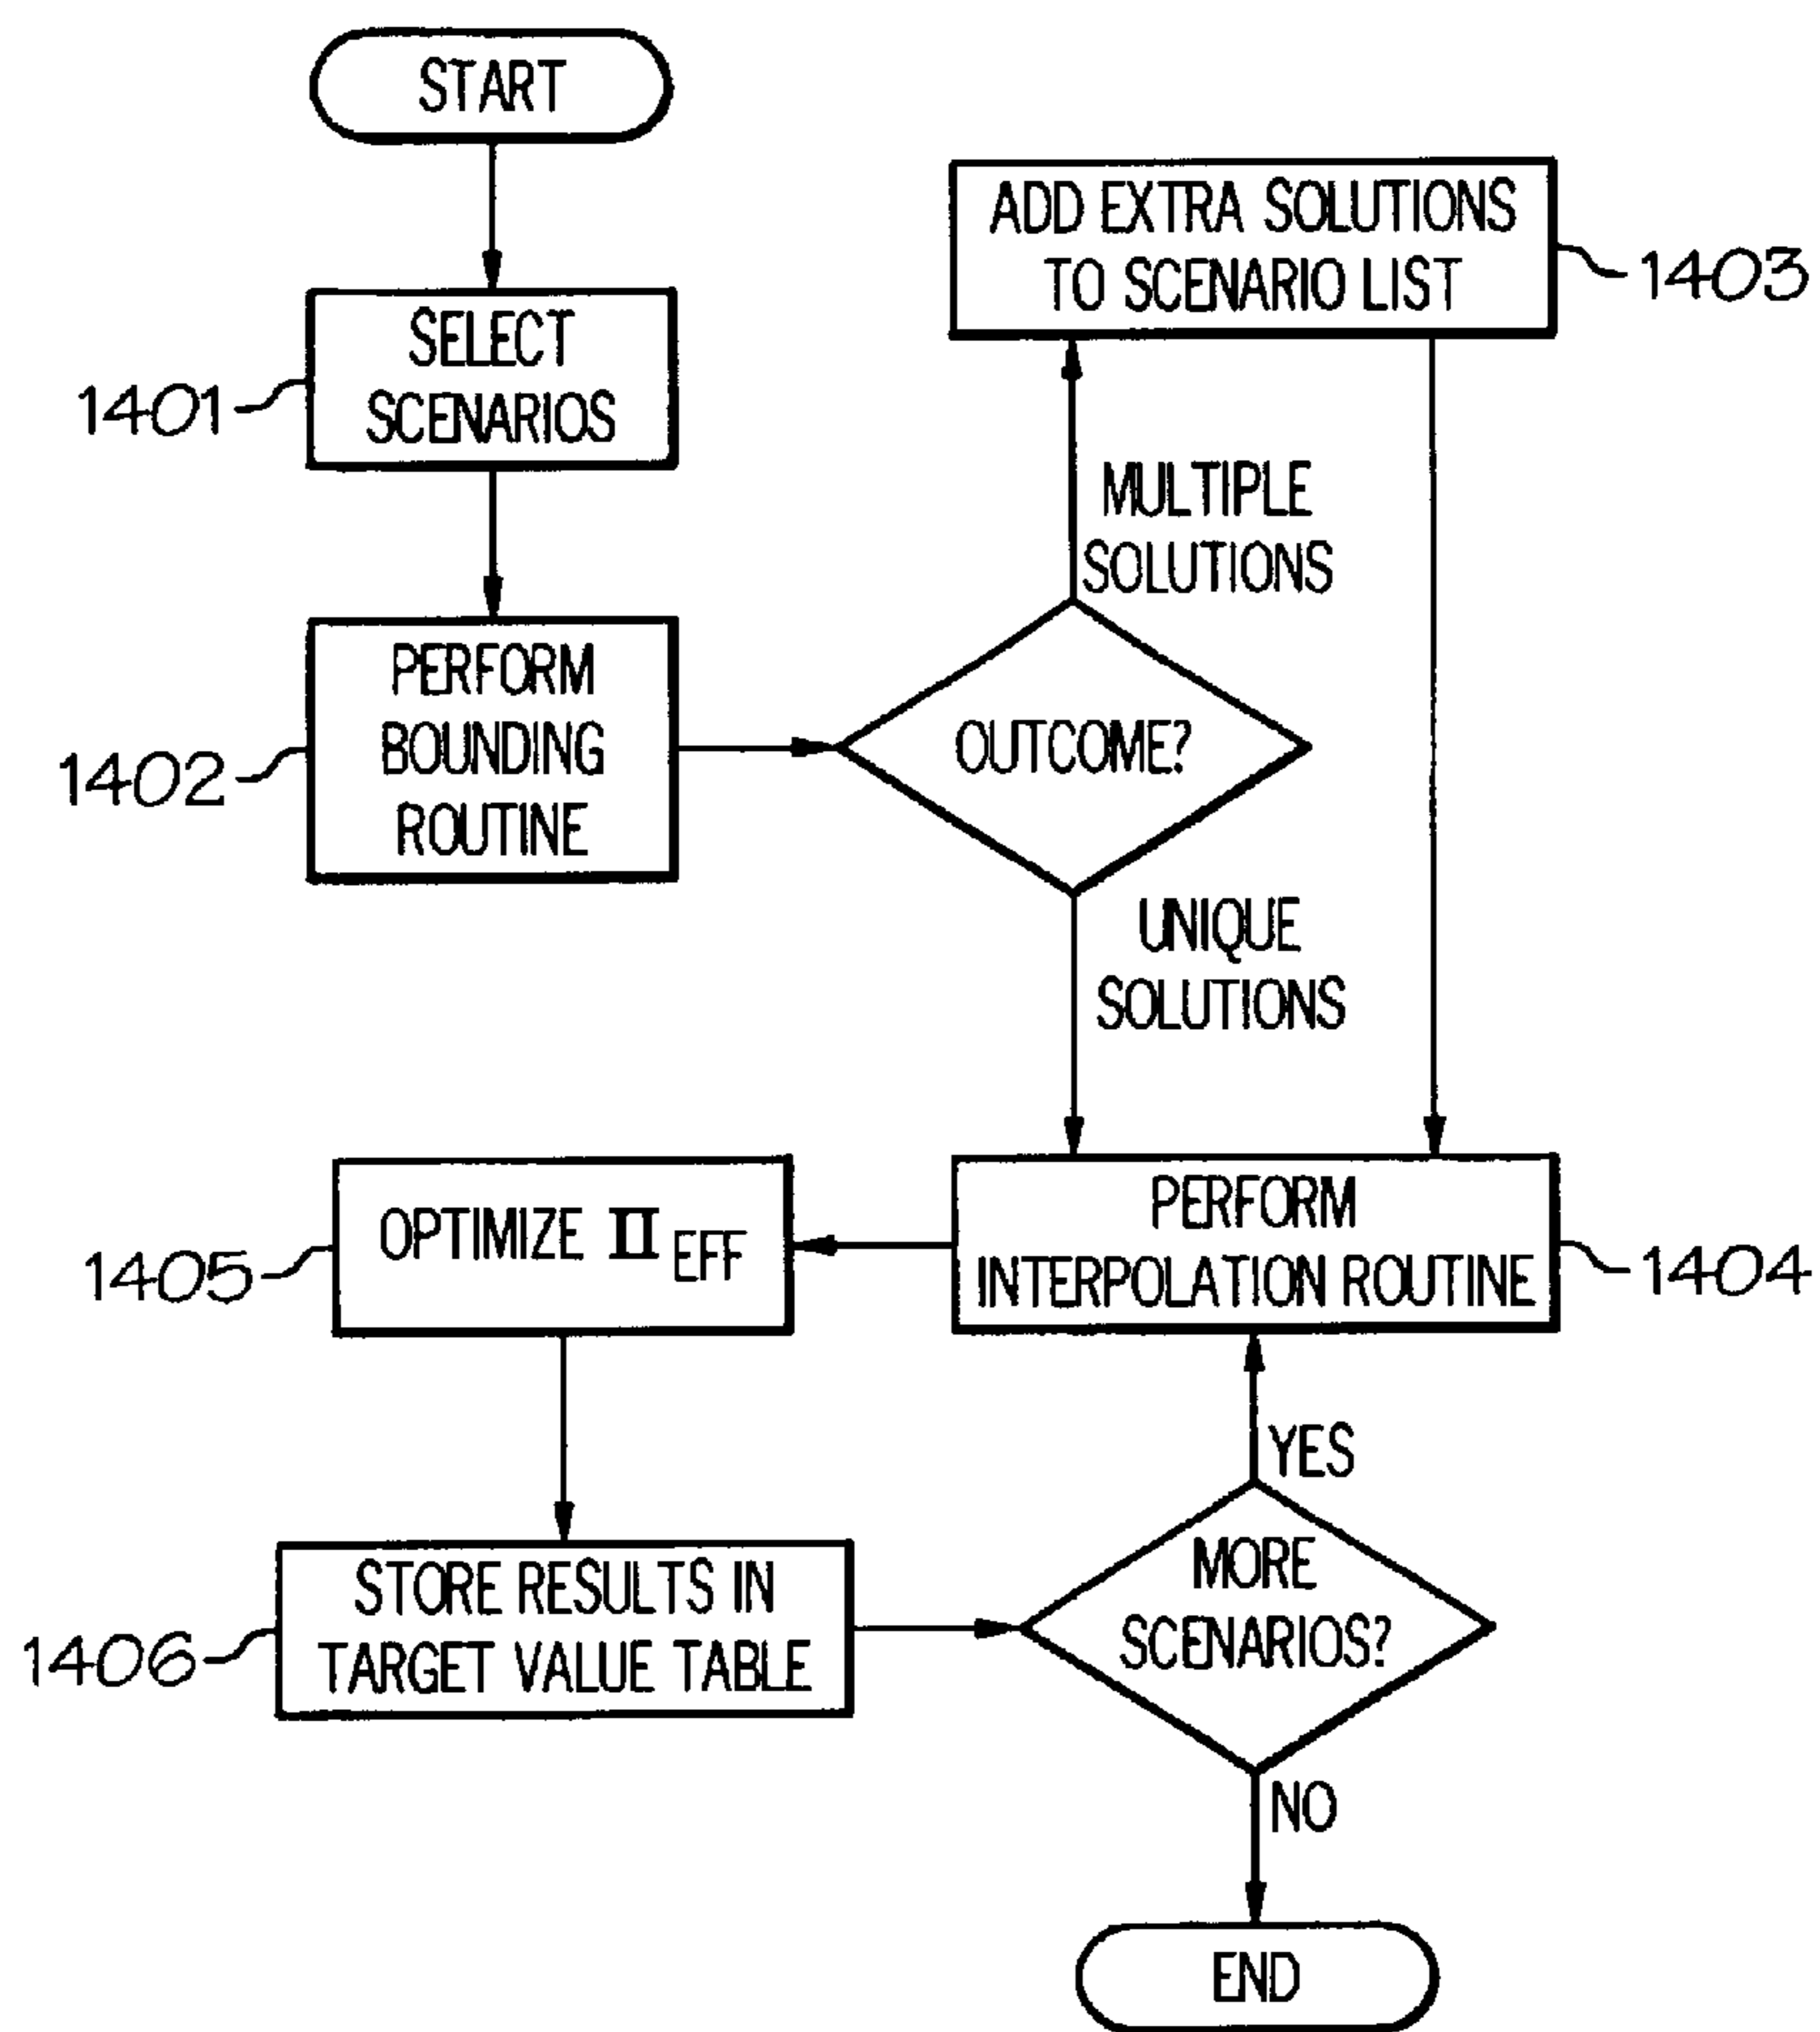 START
SELECT
SCENARIOS
1401
PERFORM
BOUNDING
ROUTINE
1402
OUTCOME?
MULTIPLE
SOLUTIONS
ADD EXTRA SOLUTIONS
TO SCENARIO LIST
1403
UNIQUE
SOLUTIONS
PERFORM
INTERPOLATION ROUTINE
1404
OPTIMIZE II EFF
1405
STORE RESULTS IN
TARGET VALUE TABLE
1406
MORE
SCENARIOS?
YES
NO
END